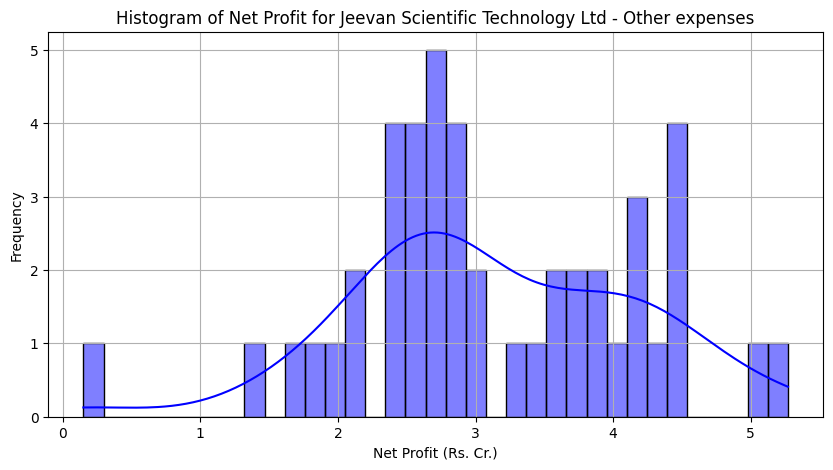 Histogram of Net Profit for Jeevan Scientific Technology Ltd - Other expenses
5
4
3
2
1
0
Frequency
0 1 2 3 4 5
Net Profit (Rs. Cr.)